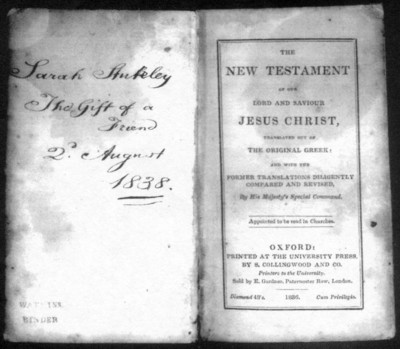 Sarah Stukeley
The Gift of a
Friend
2d. August
1838.
BINDER
THE
NEW TESTAMENT
OF OUR
LORD AND SAVIOUR
JESUS CHRIST,
TRANSLATED OUT OF
THE ORIGINAL GREEK:
AND WITH THE
FORMER TRANSLATIONS DILIGENTLY
COMPARED AND REVISED,
By His Majesty's Special Command.
Appointed to be read in Churches.
OXFORD:
PRINTED AT THE UNIVERSITY PRESS,
BY S. COLLINGWOOD AND CO.
Printers to the University.
Sold by E. Gardner, Paternoster Row, London.
Diamond 48o. 1836. Cum Privilegio.